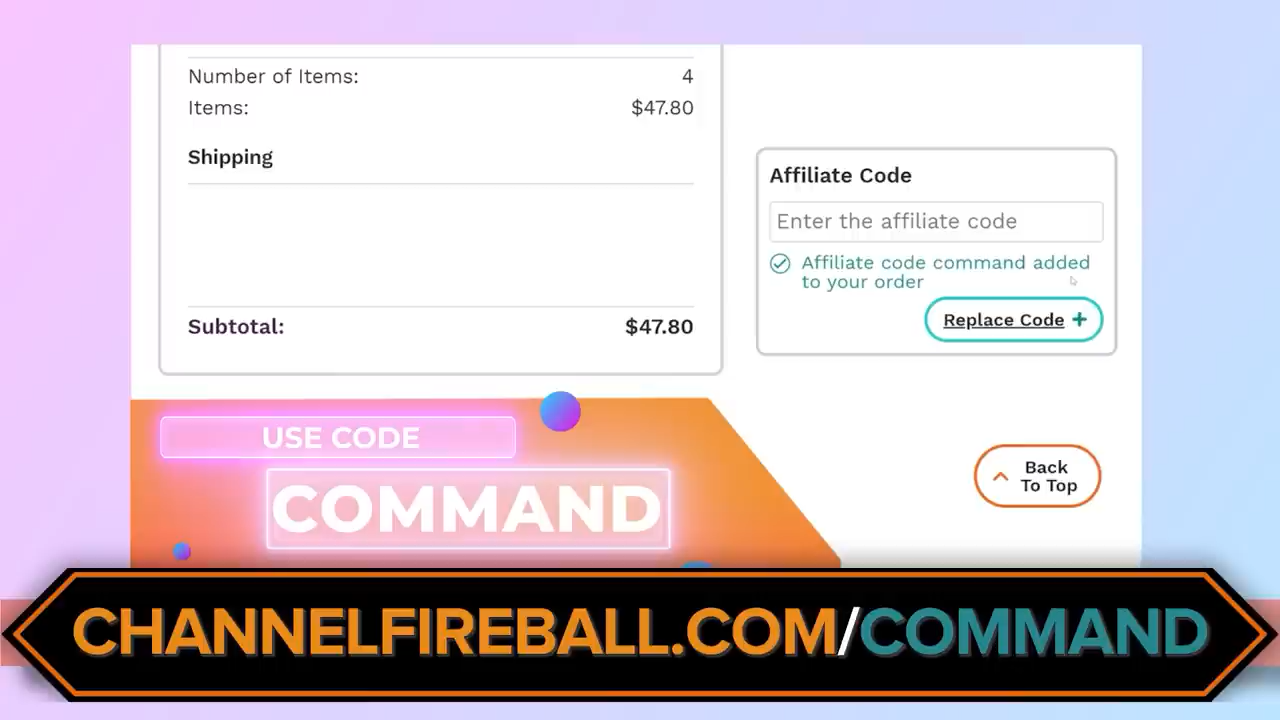 Number of Items: 4
Items: $47.80
Shipping
Subtotal: $47.80
Affiliate Code
Enter the affiliate code
Affiliate code command added
to your order
Replace Code +
USE CODE
COMMAND
Back
To Top
CHANNELFIREBALL.COM/COMMAND